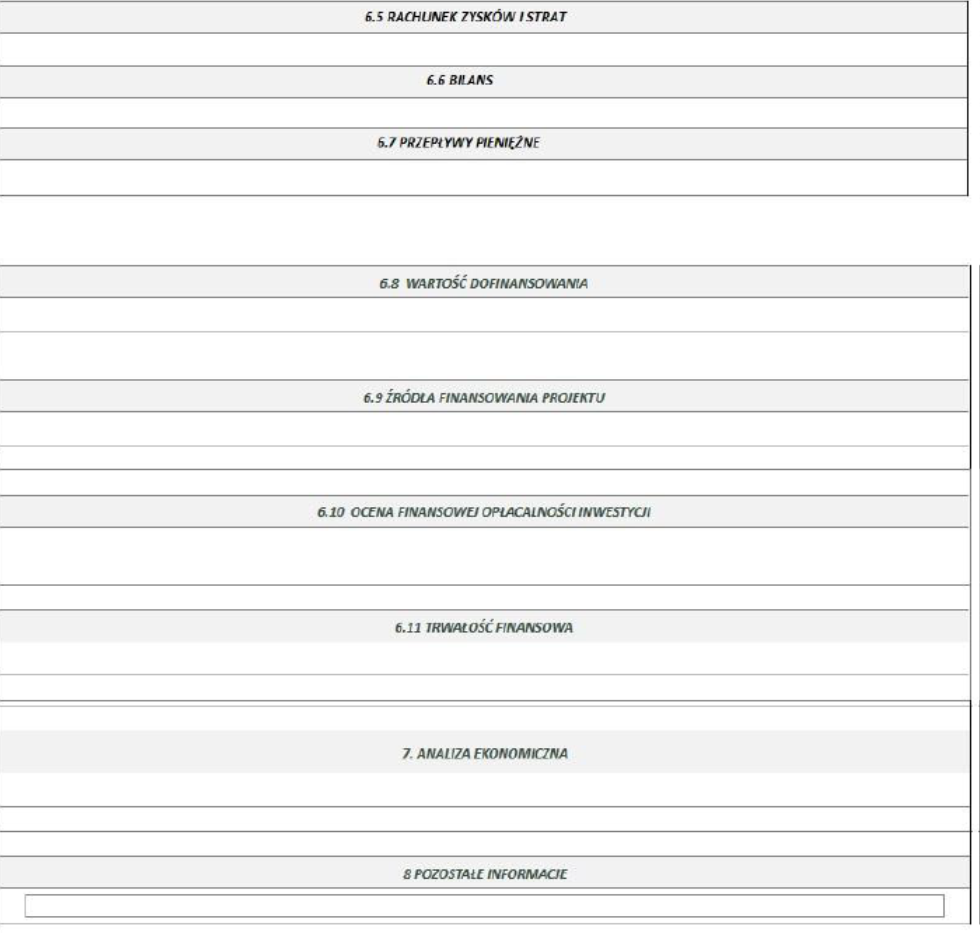 6.5 RACHUNEK ZYSKÓW I STRAT
6.6 BILANS
6.7 PRZEPŁYWY PIENIĘŻNE
6.8 WARTOŚĆ DOFINANSOWANIA
6.9 ŹRÓDŁA FINANSOWANIA PROJEKTU
6.10 OCENA FINANSOWEJ OPŁACALNOŚCI INWESTYCJI
6.11 TRWAŁOŚĆ FINANSOWA
7. ANALIZA EKONOMICZNA
8 POZOSTAŁE INFORMACJE